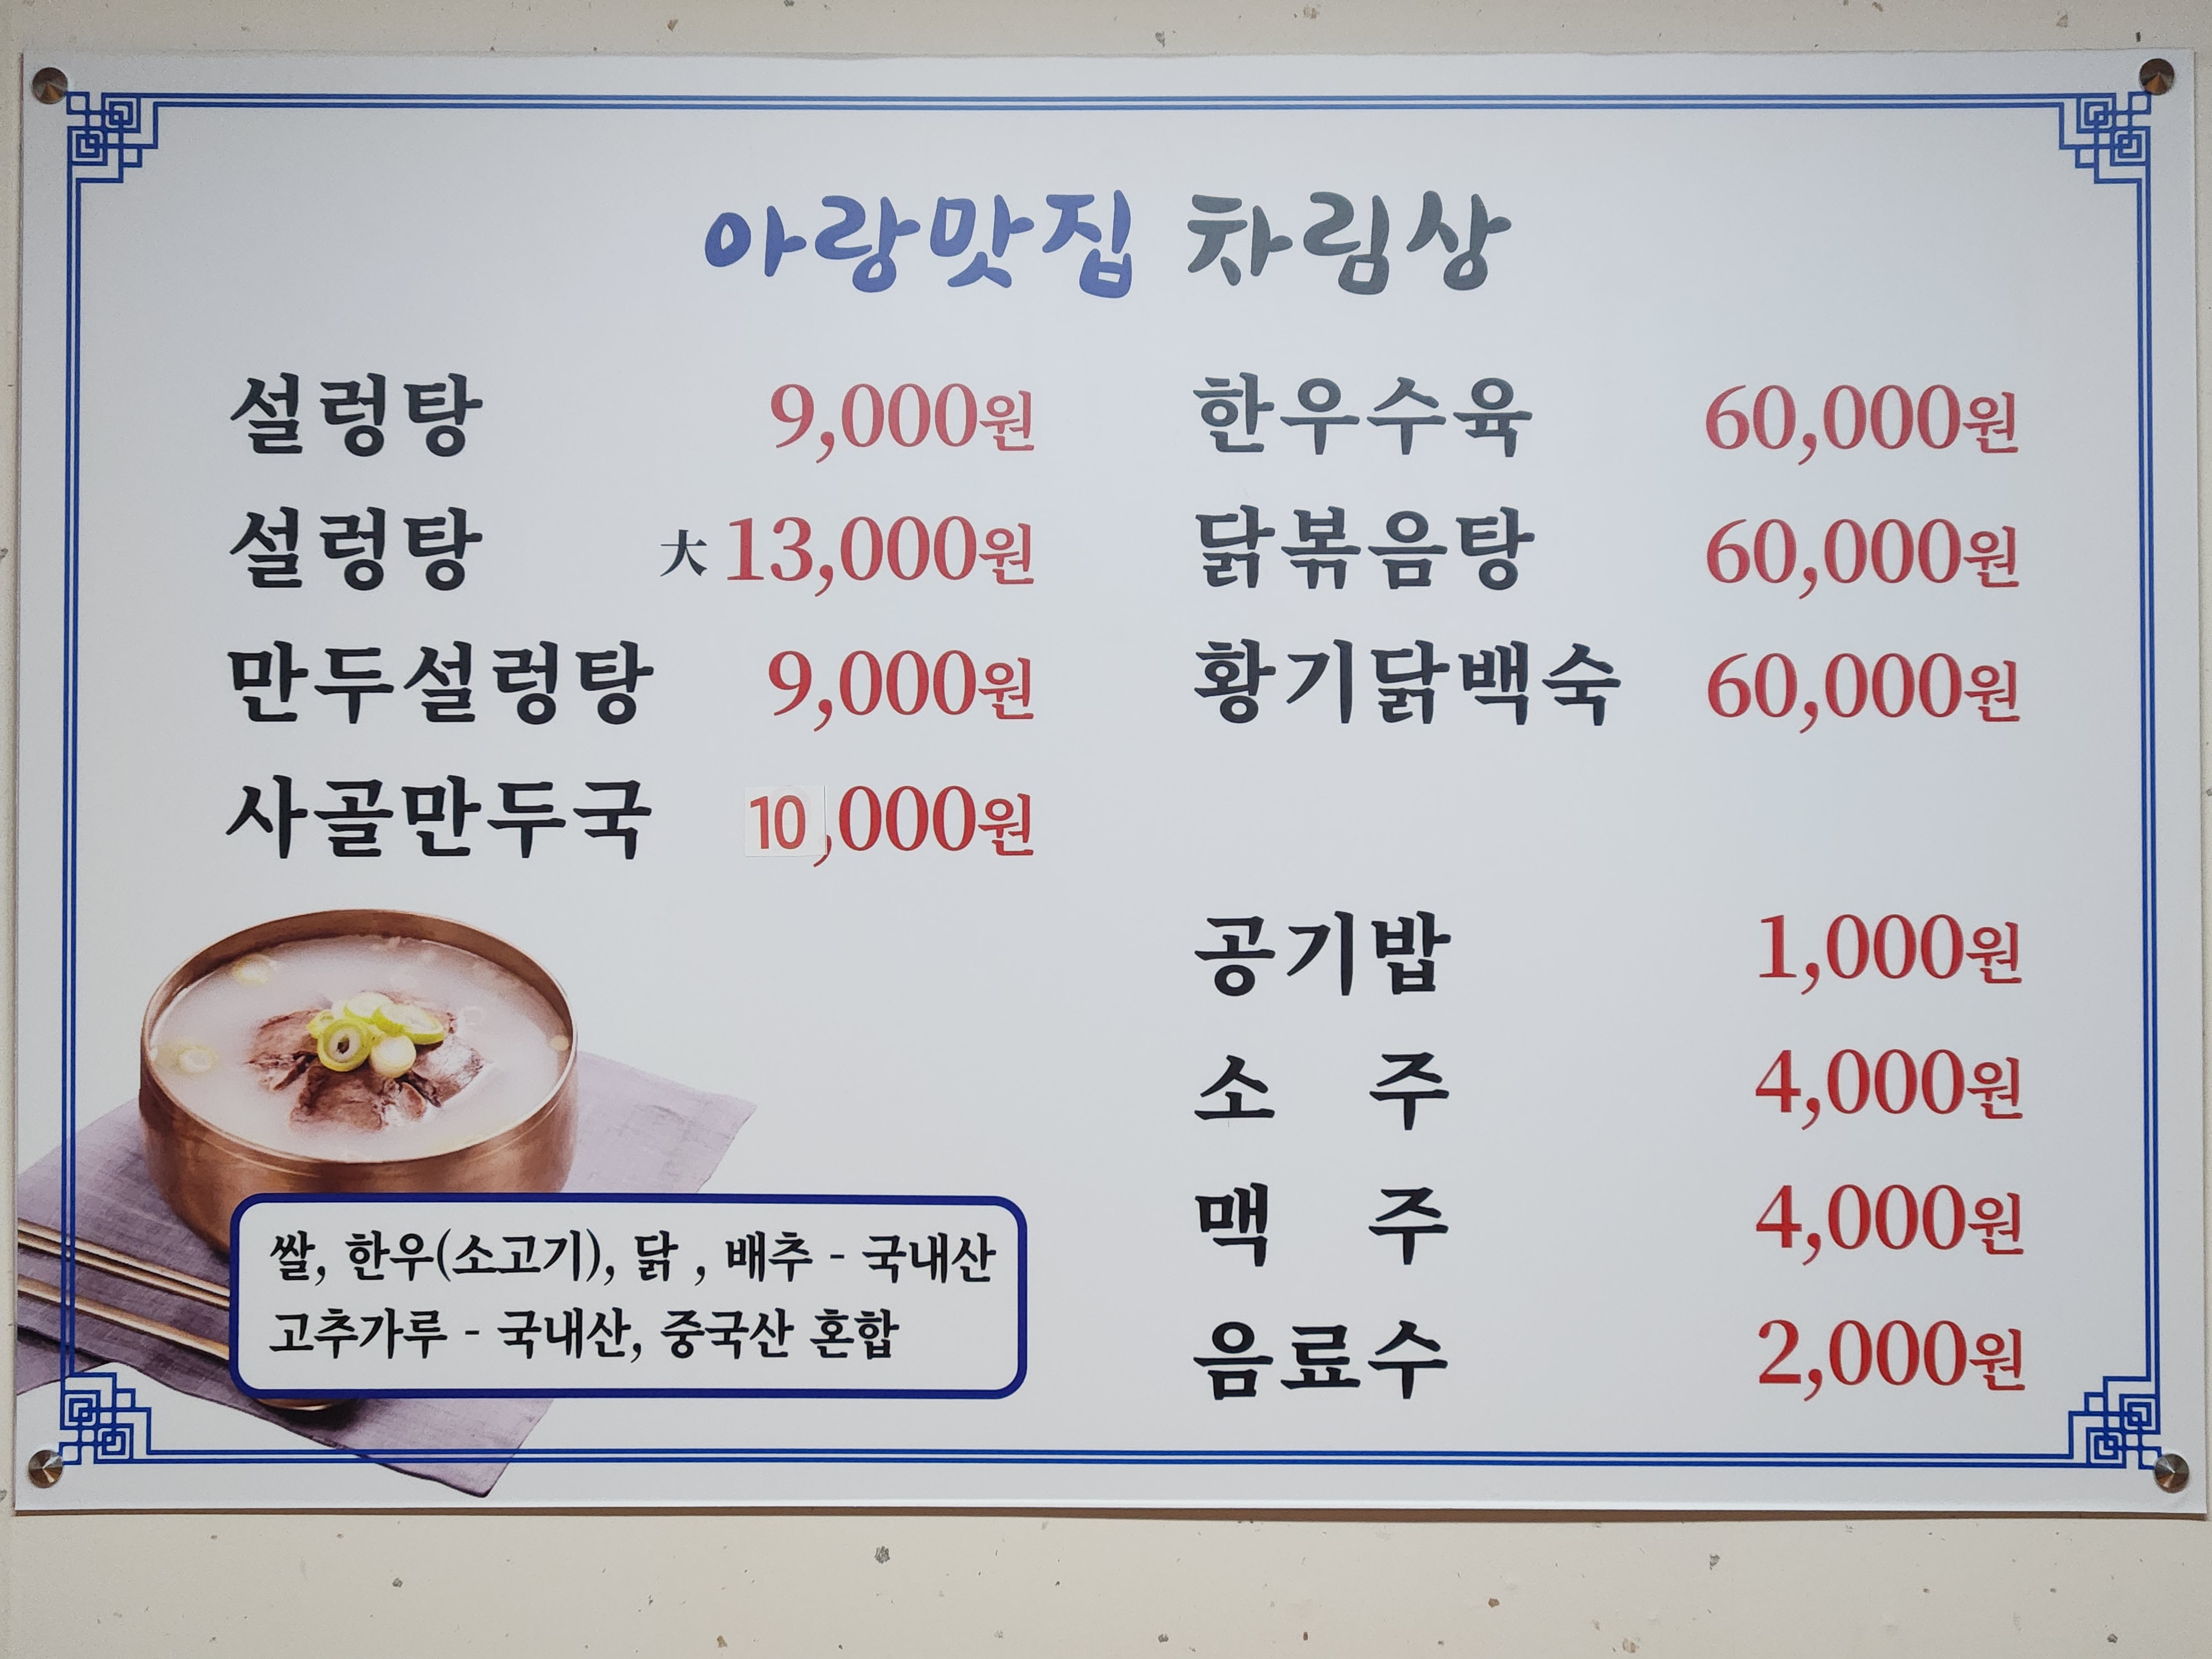 아랑맛집 차림상
설렁탕 9,000원
설렁탕 大 13,000원
만두설렁탕 9,000원
사골만두국 10,000원
한우수육 60,000원
닭볶음탕 60,000원
황기닭백숙 60,000원
공기밥 1,000원
소 주 4,000원
맥 주 4,000원
음료수 2,000원
쌀, 한우(소고기), 닭 , 배추 - 국내산
고추가루 - 국내산, 중국산 혼합